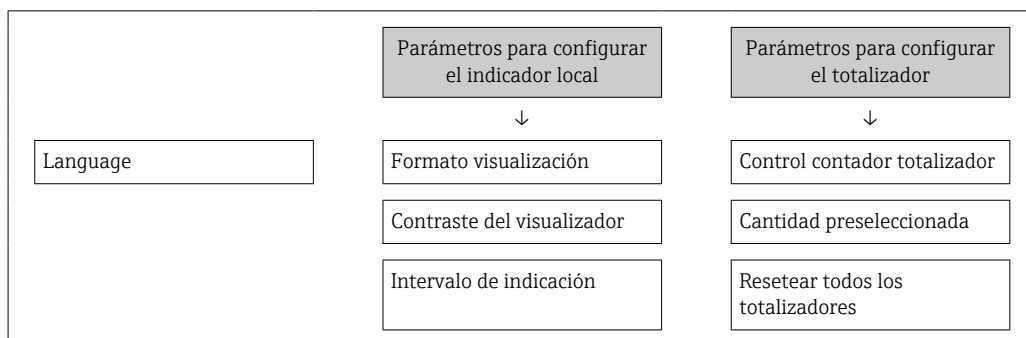 Parámetros para configurar
el indicador local
Parámetros para configurar
el totalizador
↓
↓
Language
Formato visualización
Control contador totalizador
Contraste del visualizador
Cantidad preseleccionada
Intervalo de indicación
Resetear todos los
totalizadores